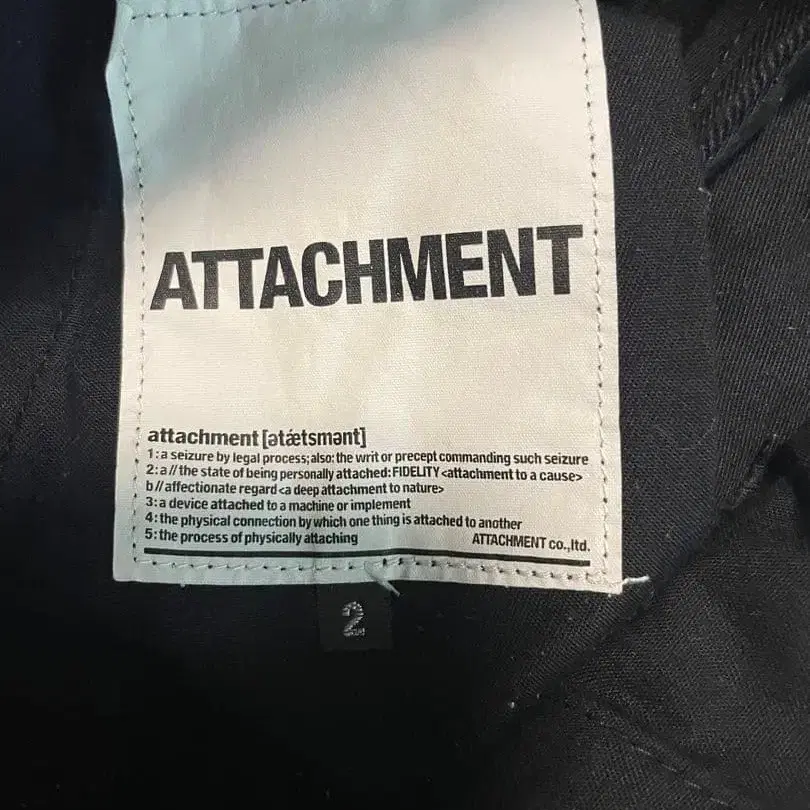 ATTACHMENT
attachment [ətǽtsmənt]
1:a seizure by legal process;also:the writ or precept commanding such seizure
2:a//the state of being personally attached:FIDELITY<attachment to a cause>
b//affectionate regard<a deep attachment to nature>
3:a device attached to a machine or implement
4:the physical connection by which one thing is attached to another
5:the process of physically attaching
ATTACHMENT co.,ltd.
2